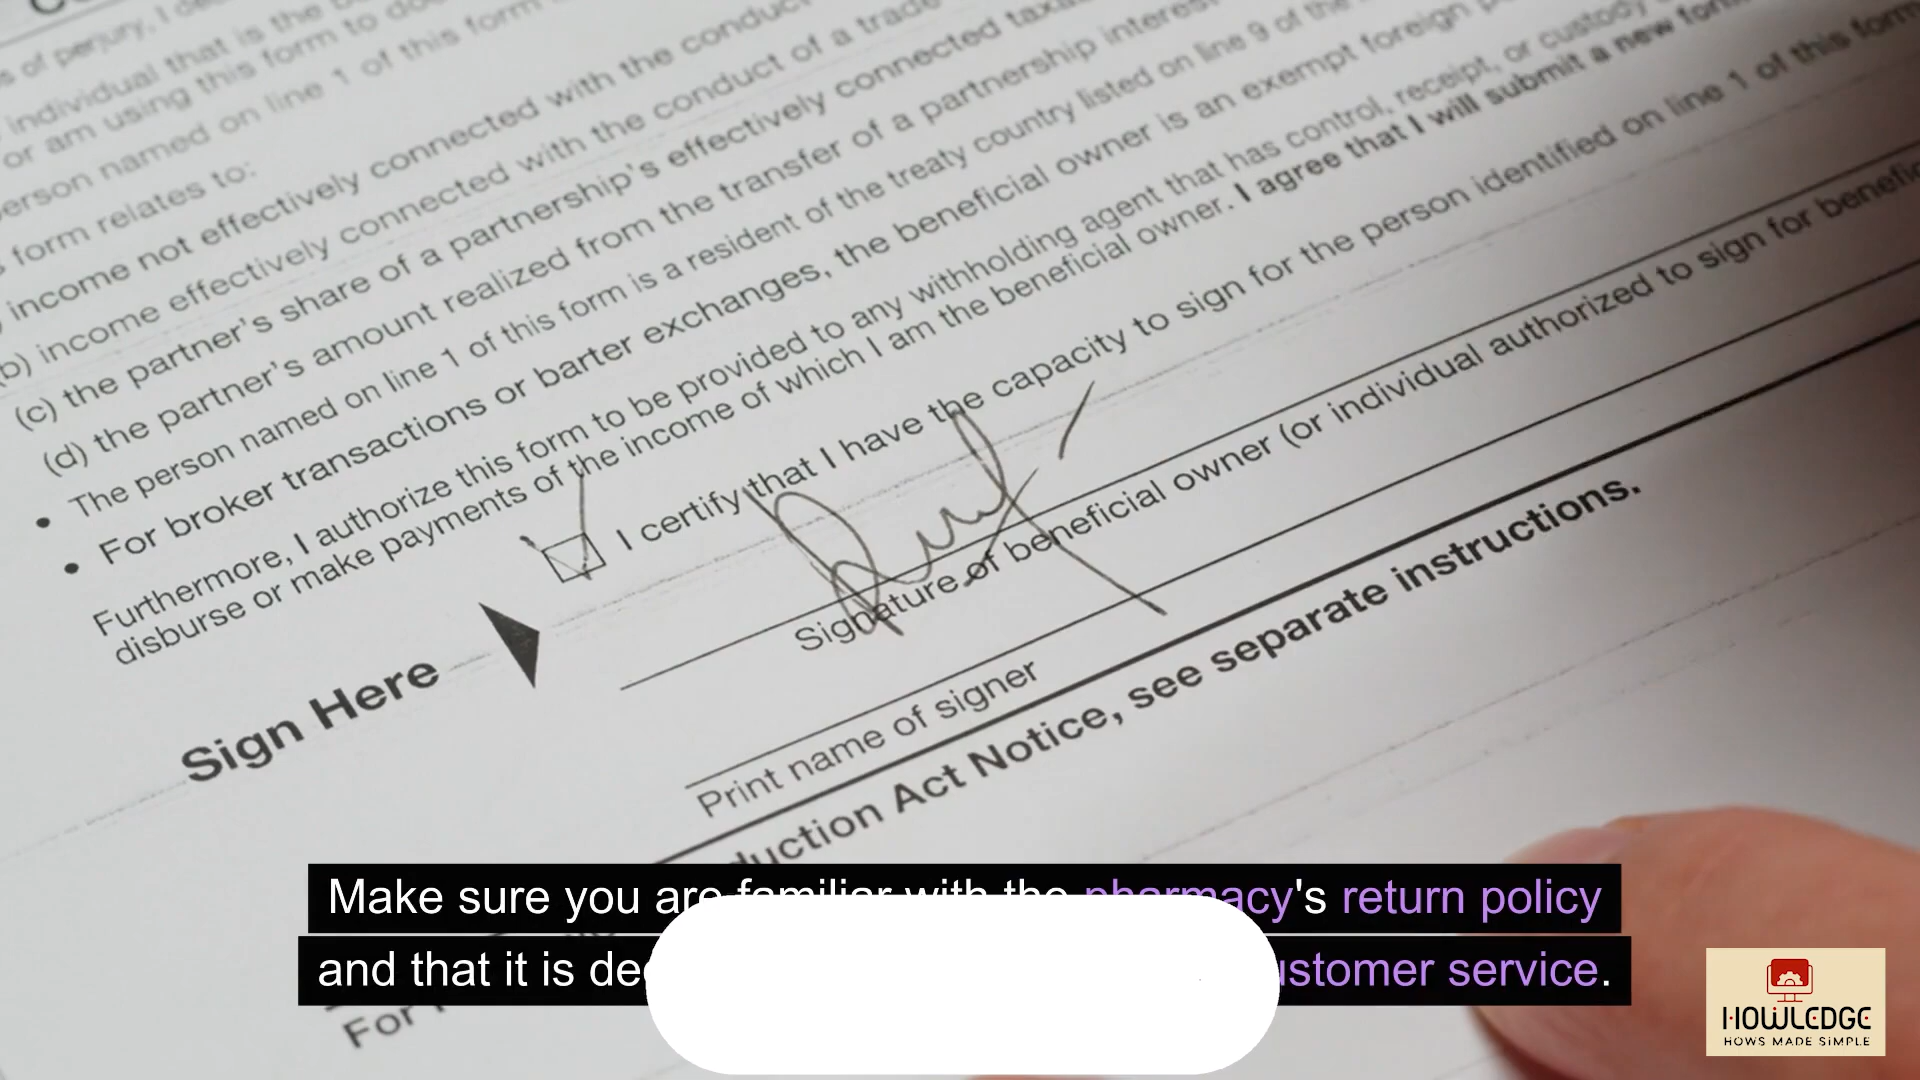 of perjury, I
individual that is the
or am using this form to
person named on line 1 of this form
form relates to:
income not effectively connected with the conduct
(b) income effectively connected with the conduct of a trade
(c) the partner's share of a partnership's effectively connected
(d) the partner's amount realized from the transfer of a partnership interest
• The person named on line 1 of this form is a resident of the treaty country listed on line 9 of the
• For broker transactions or barter exchanges, the beneficial owner is an exempt foreign
Furthermore, I authorize this form to be provided to any withholding agent that has control, receipt, or custody
disburse or make payments of the income of which I am the beneficial owner. I agree that I will submit a new form
I certify that I have the capacity to sign for the person identified on line 1 of this form
Sign Here
Signature of beneficial owner (or individual authorized to sign for
Print name of signer
Act Notice, see separate instructions.
For
Make sure you are familiar with the pharmacy's return policy
and that it is customer service.
HOWLEDGE
HOWS MADE SiMPLE